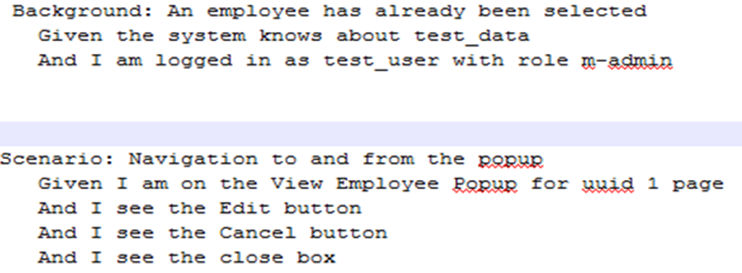 Background: An employee has already been selected
Given the system knows about test_data
And I am logged in as test_user with role m-admin
Scenario: Navigation to and from the popup
Given I am on the View Employee Popup for uuid 1 page
And I see the Edit button
And I see the Cancel button
And I see the close box